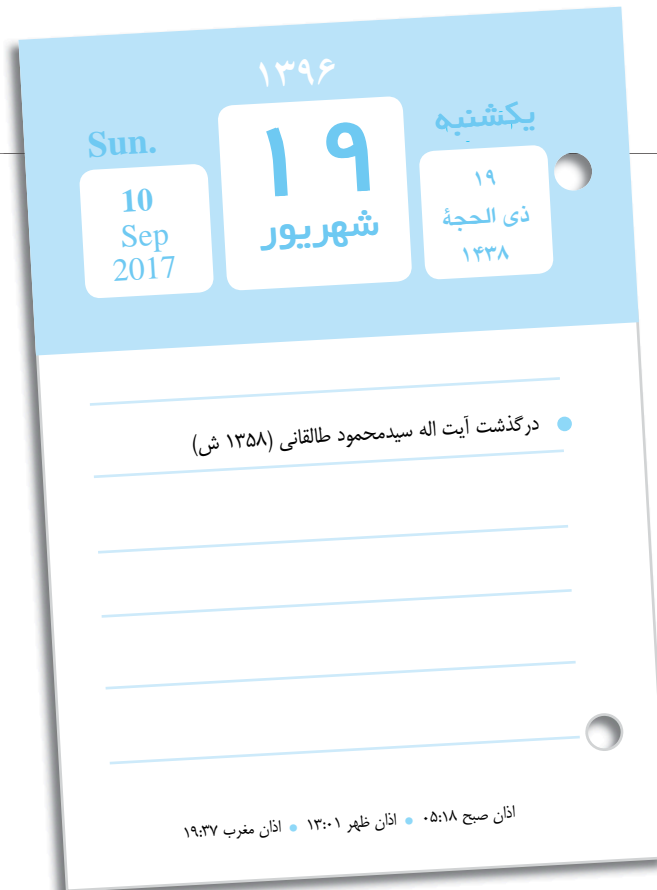 ۱۳۹۶
یکشنبه
۱۹
ذی الحجهٔ
۱۴۳۸
۱۹
شهریور
Sun.
10
Sep
2017
درگذشت آیت اله سیدمحمود طالقانی (۱۳۵۸ ش)
اذان صبح ۰۵:۱۸ • اذان ظهر ۱۳:۰۱ • اذان مغرب ۱۹:۳۷